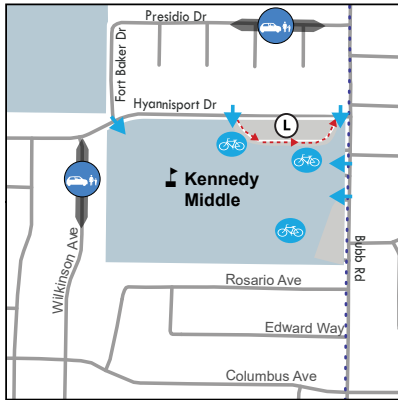 Presidio Dr
Fort Baker Dr
Hyannisport Dr
L
Kennedy
Middle
Wilkinson Ave
Bubb Rd
Rosario Ave
Edward Way
Columbus Ave